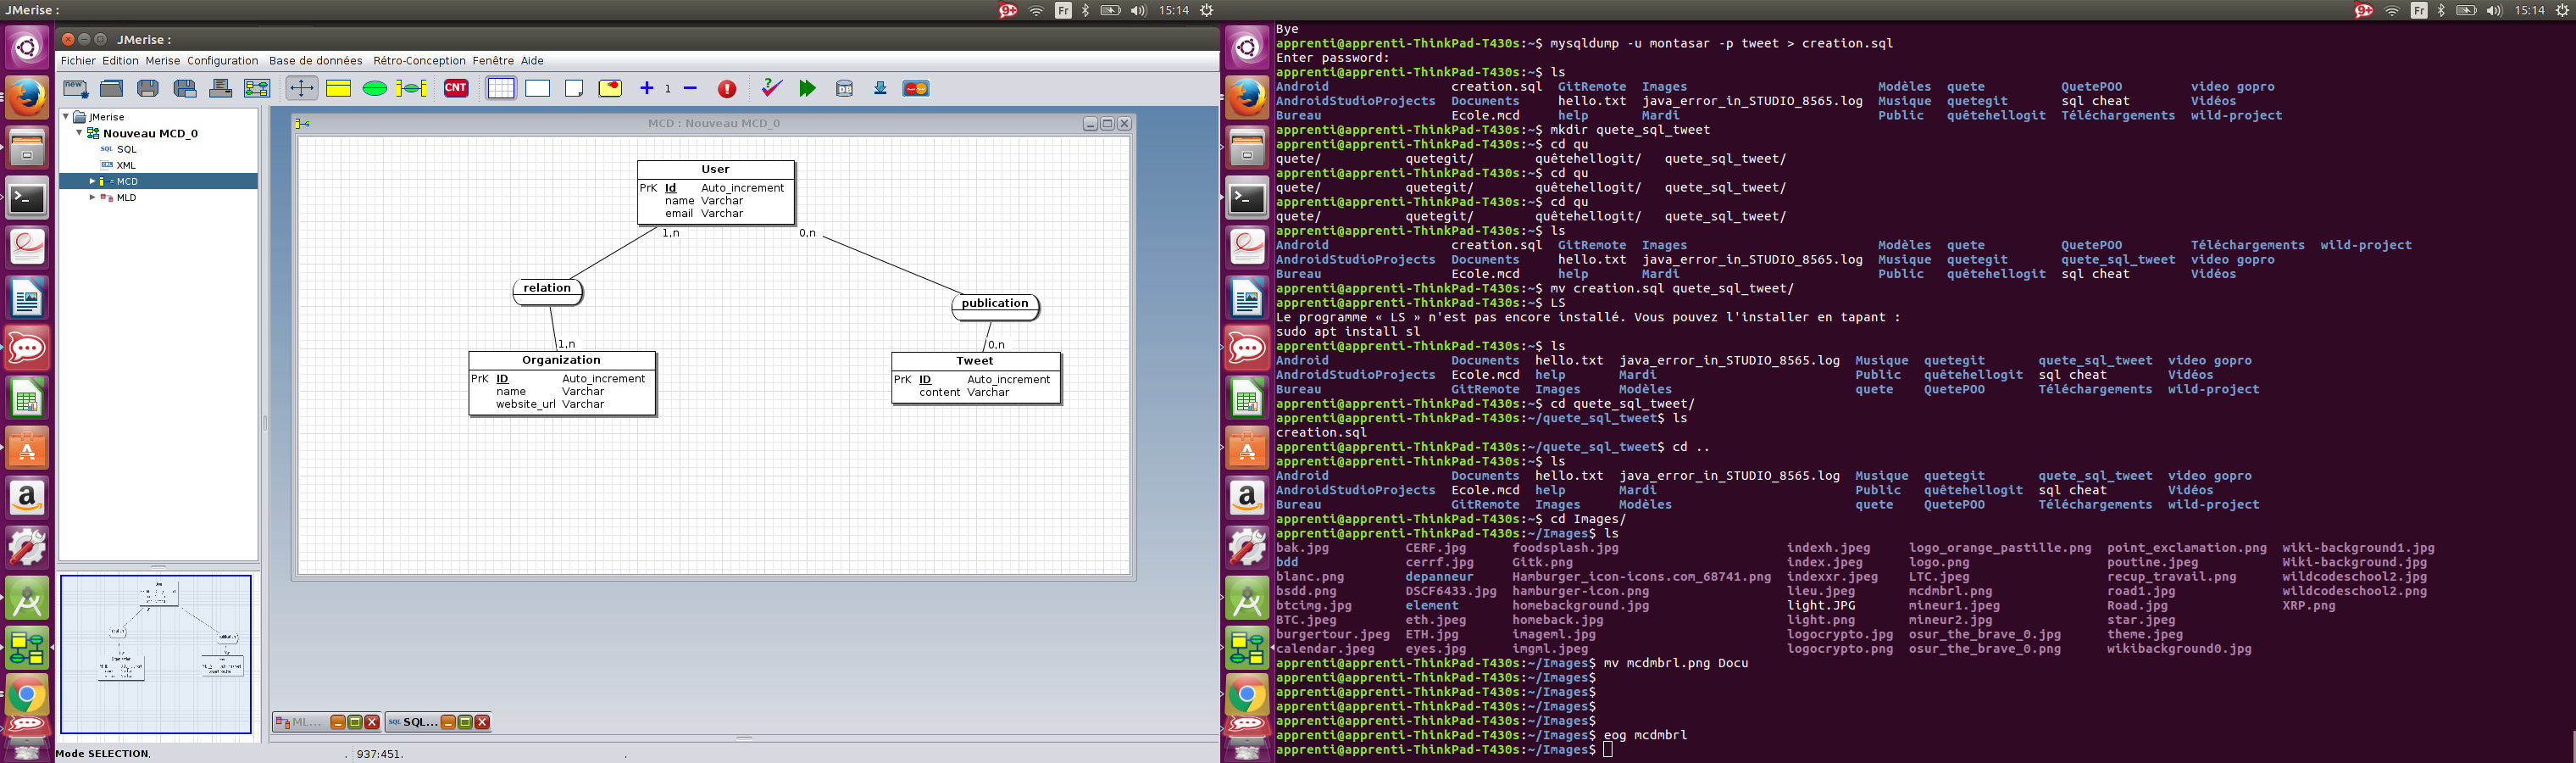 JMerise :
Fr
15:14
JMerise :
Fichier Edition Merise Configuration Base de données Rétro-Conception Fenêtre Aide
new
CNT
1
DB
JMerise
Nouveau MCD_0
SQL SQL
XML
MCD
MLD
MCD : Nouveau MCD_0
User
PrK Id Auto_increment
name Varchar
email Varchar
1,n
0,n
relation
publication
1,n
0,n
Organization
PrK ID Auto_increment
name Varchar
website_url Varchar
Tweet
PrK ID Auto_increment
content Varchar
ML...
SQL SQL...
Mode SELECTION,
937:451.
Fr
15:14
Bye
apprenti@apprenti-ThinkPad-T430s:~$ mysqldump -u montasar -p tweet > creation.sql
Enter password:
apprenti@apprenti-ThinkPad-T430s:~$ ls
Android creation.sql GitRemote Images Modèles quete QuetePOO video gopro
AndroidStudioProjects Documents hello.txt java_error_in_STUDIO_8565.log Musique quetegit sql cheat Vidéos
Bureau Ecole.mcd help Mardi Public quêtehellogit Téléchargements wild-project
apprenti@apprenti-ThinkPad-T430s:~$ mkdir quete_sql_tweet
apprenti@apprenti-ThinkPad-T430s:~$ cd qu
quete/ quetegit/ quêtehellogit/ quete_sql_tweet/
apprenti@apprenti-ThinkPad-T430s:~$ cd qu
quete/ quetegit/ quêtehellogit/ quete_sql_tweet/
apprenti@apprenti-ThinkPad-T430s:~$ cd qu
quete/ quetegit/ quêtehellogit/ quete_sql_tweet/
apprenti@apprenti-ThinkPad-T430s:~$ ls
Android creation.sql GitRemote Images Modèles quete QuetePOO Téléchargements wild-project
AndroidStudioProjects Documents hello.txt java_error_in_STUDIO_8565.log Musique quetegit quete_sql_tweet video gopro
Bureau Ecole.mcd help Mardi Public quêtehellogit sql cheat Vidéos
apprenti@apprenti-ThinkPad-T430s:~$ mv creation.sql quete_sql_tweet/
apprenti@apprenti-ThinkPad-T430s:~$ LS
Le programme « LS » n'est pas encore installé. Vous pouvez l'installer en tapant :
sudo apt install sl
apprenti@apprenti-ThinkPad-T430s:~$ ls
Android Documents hello.txt java_error_in_STUDIO_8565.log Musique quetegit quete_sql_tweet video gopro
AndroidStudioProjects Ecole.mcd help Mardi Public quêtehellogit sql cheat Vidéos
Bureau GitRemote Images Modèles quete QuetePOO Téléchargements wild-project
apprenti@apprenti-ThinkPad-T430s:~$ cd quete_sql_tweet/
apprenti@apprenti-ThinkPad-T430s:~/quete_sql_tweet$ ls
creation.sql
apprenti@apprenti-ThinkPad-T430s:~/quete_sql_tweet$ cd ..
apprenti@apprenti-ThinkPad-T430s:~$ ls
Android Documents hello.txt java_error_in_STUDIO_8565.log Musique quetegit quete_sql_tweet video gopro
AndroidStudioProjects Ecole.mcd help Mardi Public quêtehellogit sql cheat Vidéos
Bureau GitRemote Images Modèles quete QuetePOO Téléchargements wild-project
apprenti@apprenti-ThinkPad-T430s:~$ cd Images/
apprenti@apprenti-ThinkPad-T430s:~/Images$ ls
bak.jpg CERF.jpg foodsplash.jpg indexh.jpeg logo_orange_pastille.png point_exclamation.png wiki-background1.jpg
bdd cerrf.jpg Gitk.png index.jpeg logo.png poutine.jpeg Wiki-background.jpg
blanc.png depanneur Hamburger_icon-icons.com_68741.png indexxr.jpeg LTC.jpeg recup_travail.png wildcodeschool2.jpg
bsdd.png DSCF6433.jpg hamburger-icon.png lieu.jpeg mcdmbrl.png road1.jpg wildcodeschool2.png
btcimg.jpg element homebackground.jpg light.JPG mineur1.jpeg Road.jpg XRP.png
BTC.jpeg eth.jpeg homeback.jpg light.png mineur2.jpg star.jpeg
burgertour.jpeg ETH.jpg imageml.jpg logocrypto.jpg osur_the_brave_0.jpg theme.jpeg
calendar.jpeg eyes.jpg imgml.jpeg logocrypto.png osur_the_brave_0.png wikibackground0.jpg
apprenti@apprenti-ThinkPad-T430s:~/Images$ mv mcdmbrl.png Docu
apprenti@apprenti-ThinkPad-T430s:~/Images$
apprenti@apprenti-ThinkPad-T430s:~/Images$
apprenti@apprenti-ThinkPad-T430s:~/Images$
apprenti@apprenti-ThinkPad-T430s:~/Images$
apprenti@apprenti-ThinkPad-T430s:~/Images$ eog mcdmbrl
apprenti@apprenti-ThinkPad-T430s:~/Images$